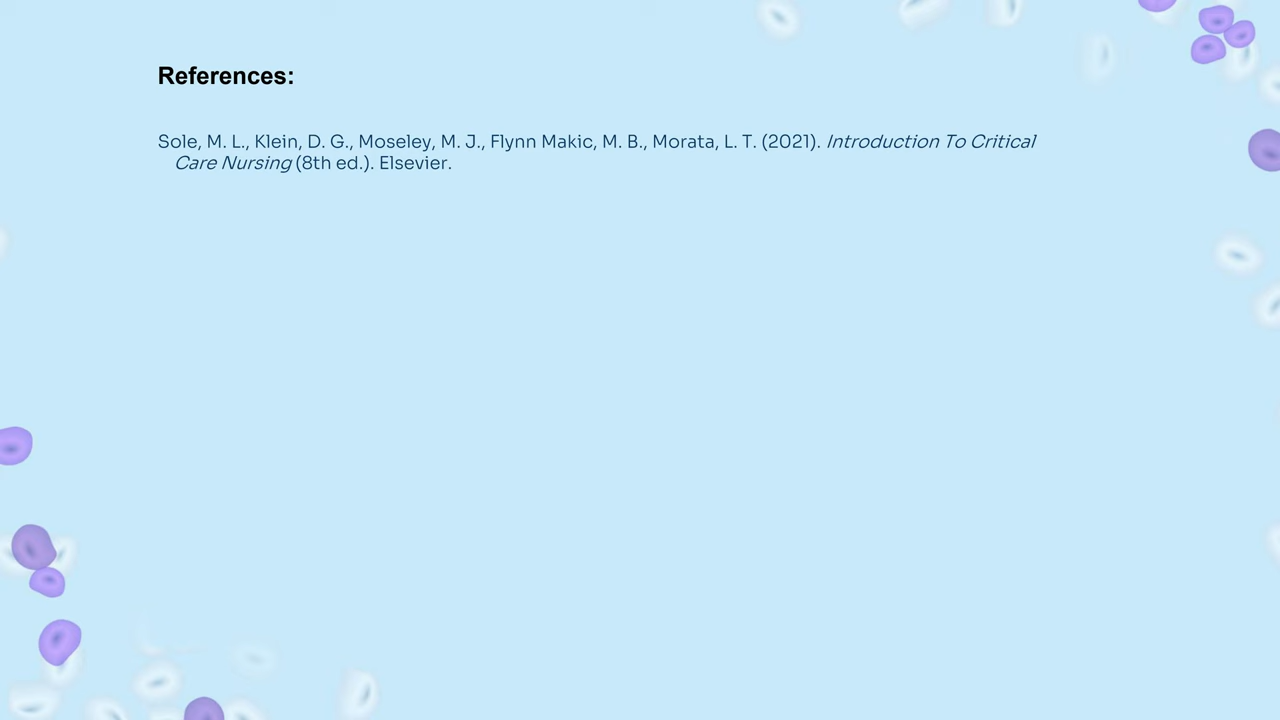 References:
Sole, M. L., Klein, D. G., Moseley, M. J., Flynn Makic, M. B., Morata, L. T. (2021). Introduction To Critical
Care Nursing (8th ed.). Elsevier.